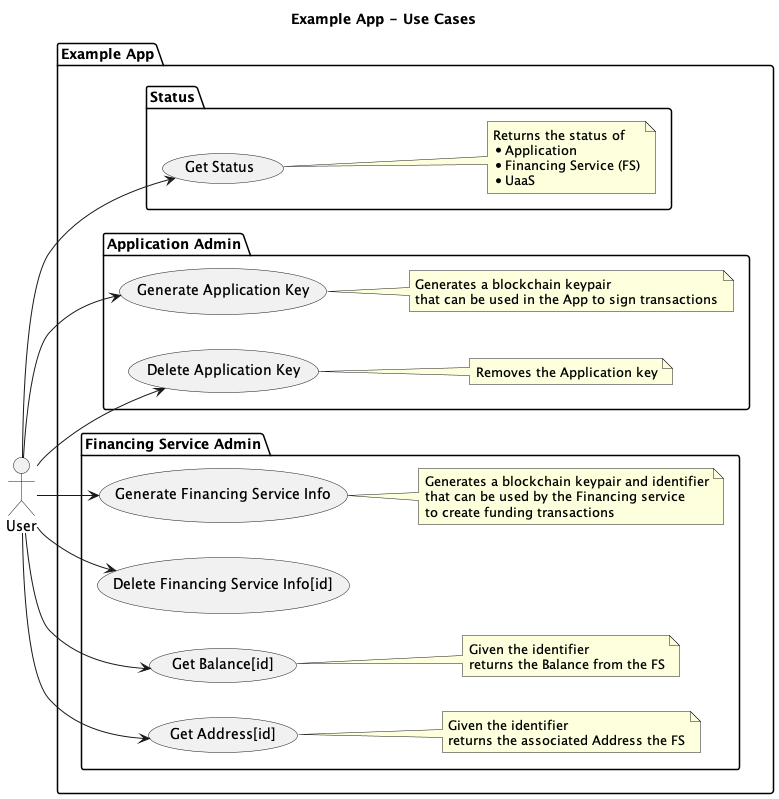 Example App - Use Cases
Example App
Status
Get Status
Returns the status of
• Application
• Financing Service (FS)
• UaaS
Application Admin
Generate Application Key
Generates a blockchain keypair
that can be used in the App to sign transactions
Delete Application Key
Removes the Application key
Financing Service Admin
Generate Financing Service Info
Generates a blockchain keypair and identifier
that can be used by the Financing service
to create funding transactions
User
Delete Financing Service Info[id]
Get Balance[id]
Given the identifier
returns the Balance from the FS
Get Address[id]
Given the identifier
returns the associated Address the FS